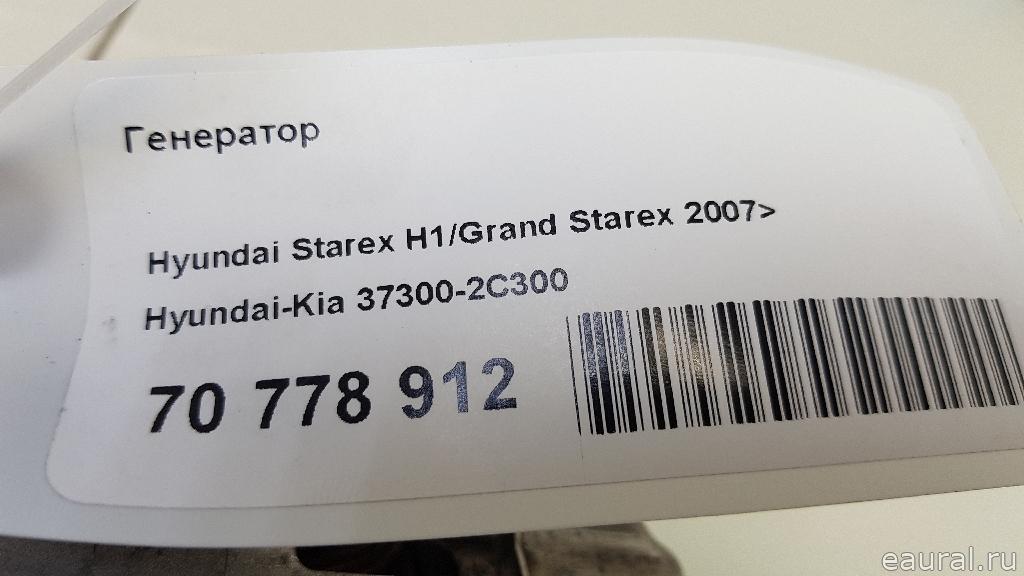 Генератор
Hyundai Starex H1/Grand Starex 2007>
Hyundai-Kia 37300-2C300
70 778 912
eaural.ru